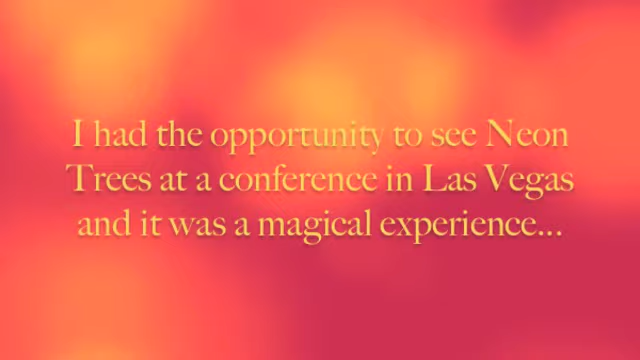 I had the opportunity to see Neon
Trees at a conference in Las Vegas
and it was a magical experience...